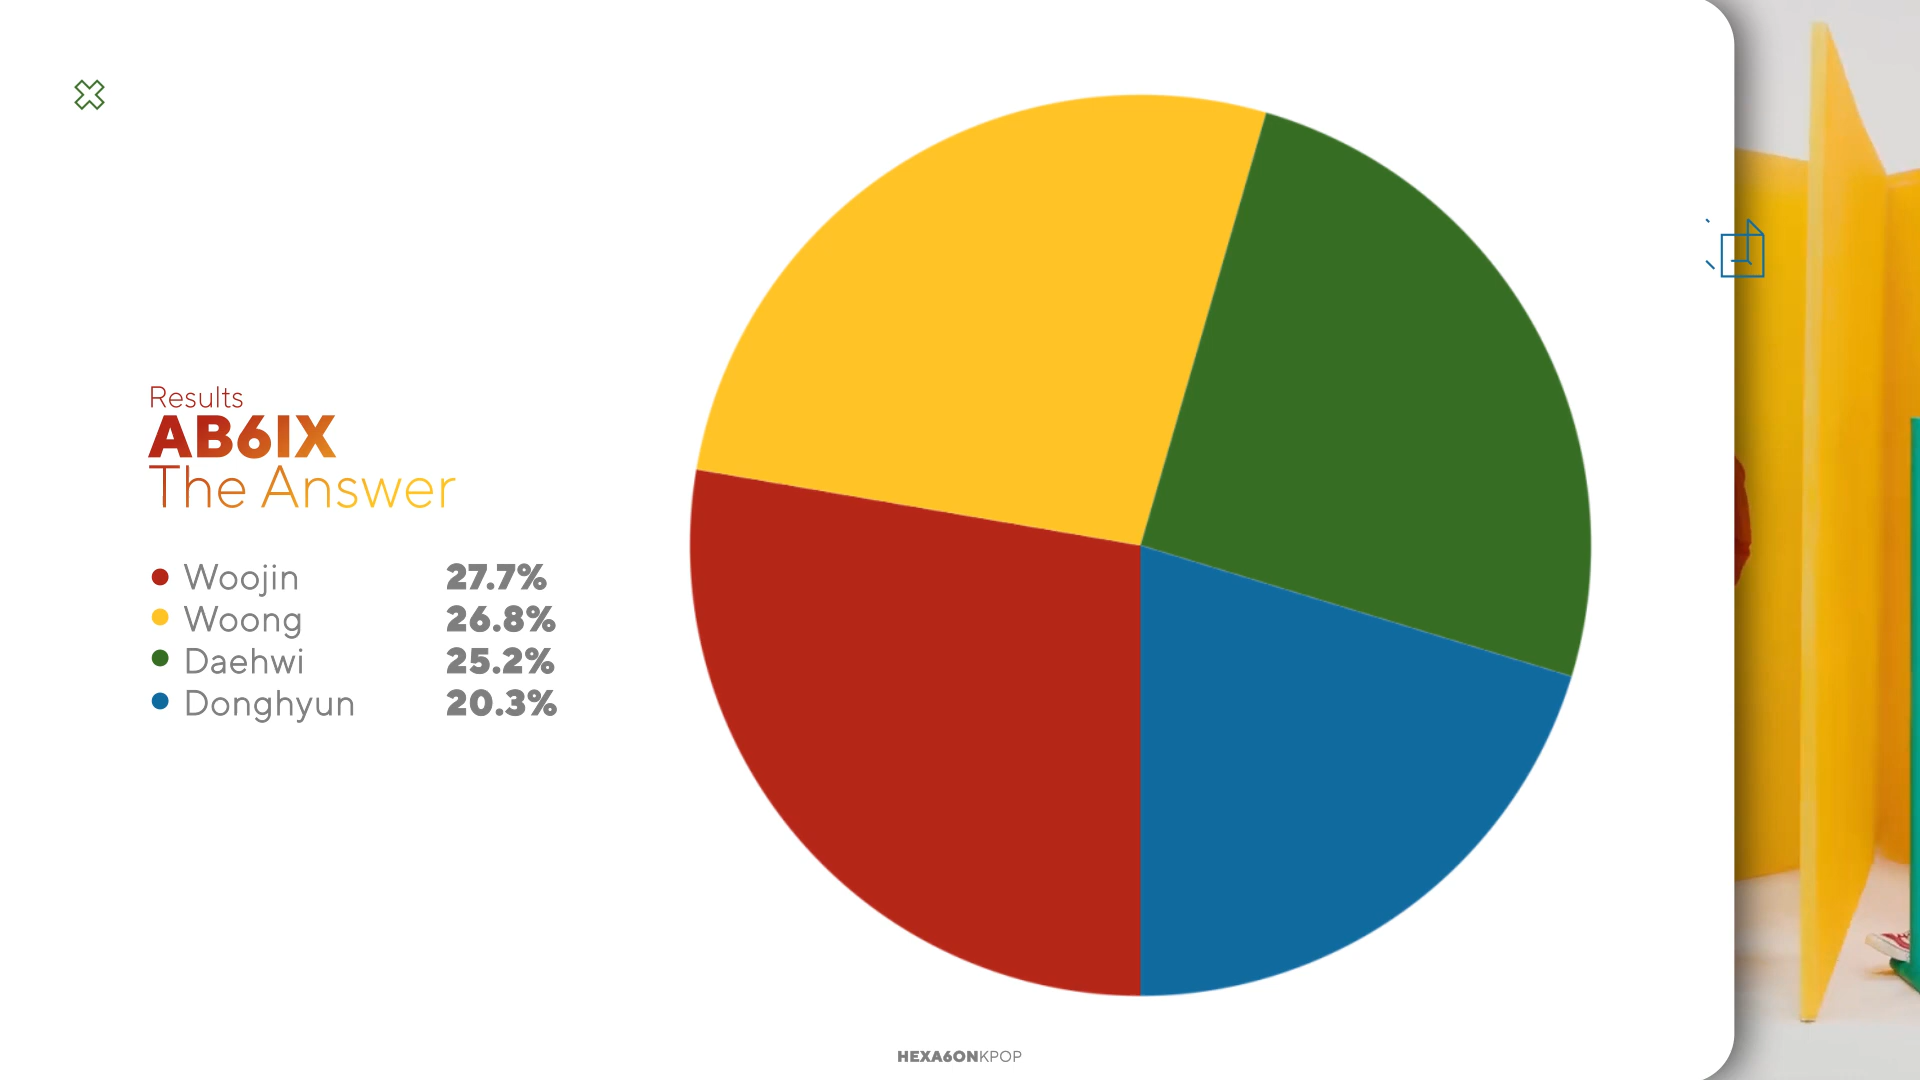 Results
AB6IX
The Answer
Woojin 27.7%
Woong 26.8%
Daehwi 25.2%
Donghyun 20.3%
HEXA6ONKPOP